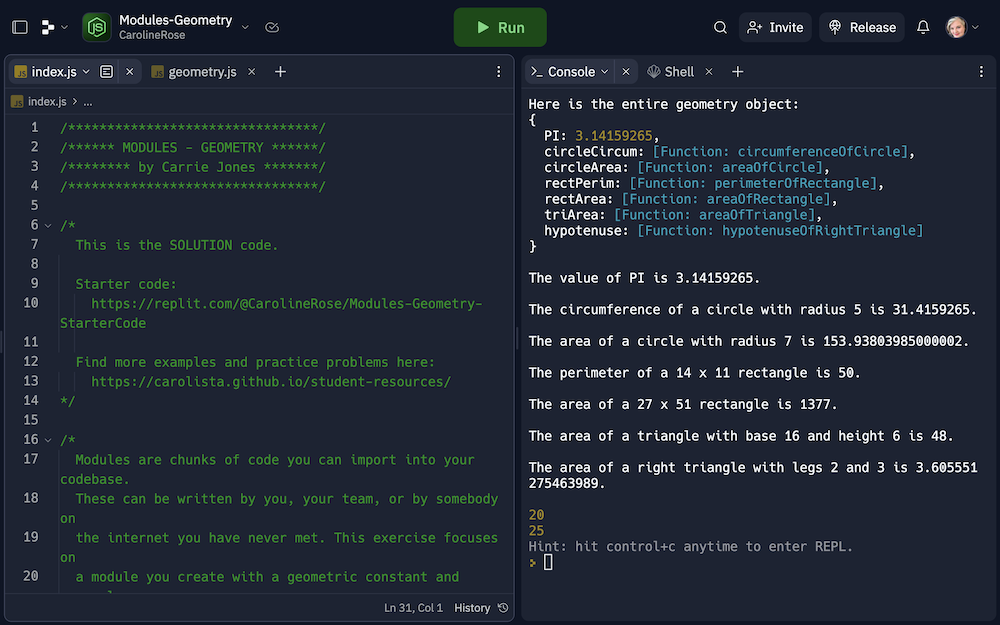 Modules-Geometry
CarolineRose
Run
Invite
Release
JS index.js
JS geometry.js
JS index.js > ...
1 /********************************/
2 /****** MODULES - GEOMETRY ******/
3 /******** by Carrie Jones *******/
4 /********************************/
5
6 /*
7 This is the SOLUTION code.
8
9 Starter code:
10 https://replit.com/@CarolineRose/Modules-Geometry-
StarterCode
11
12 Find more examples and practice problems here:
13 https://carolista.github.io/student-resources/
14 */
15
16 /*
17 Modules are chunks of code you can import into your
codebase.
18 These can be written by you, your team, or by somebody
on
19 the internet you have never met. This exercise focuses
on
20 a module you create with a geometric constant and
Ln 31, Col 1 History
Console
Shell
Here is the entire geometry object:
{
PI: 3.14159265,
circleCircum: [Function: circumferenceOfCircle],
circleArea: [Function: areaOfCircle],
rectPerim: [Function: perimeterOfRectangle],
rectArea: [Function: areaOfRectangle],
triArea: [Function: areaOfTriangle],
hypotenuse: [Function: hypotenuseOfRightTriangle]
}
The value of PI is 3.14159265.
The circumference of a circle with radius 5 is 31.4159265.
The area of a circle with radius 7 is 153.93803985000002.
The perimeter of a 14 x 11 rectangle is 50.
The area of a 27 x 51 rectangle is 1377.
The area of a triangle with base 16 and height 6 is 48.
The area of a right triangle with legs 2 and 3 is 3.605551
275463989.
20
25
Hint: hit control+c anytime to enter REPL.